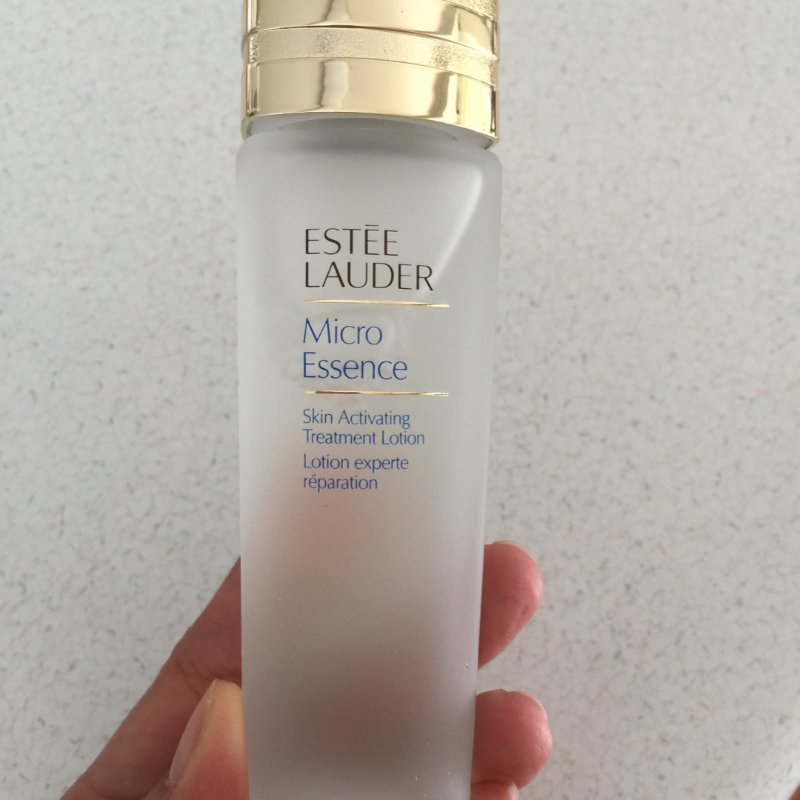 ESTĒE
LAUDER
Micro
Essence
Skin Activating
Treatment Lotion
Lotion experte
réparation